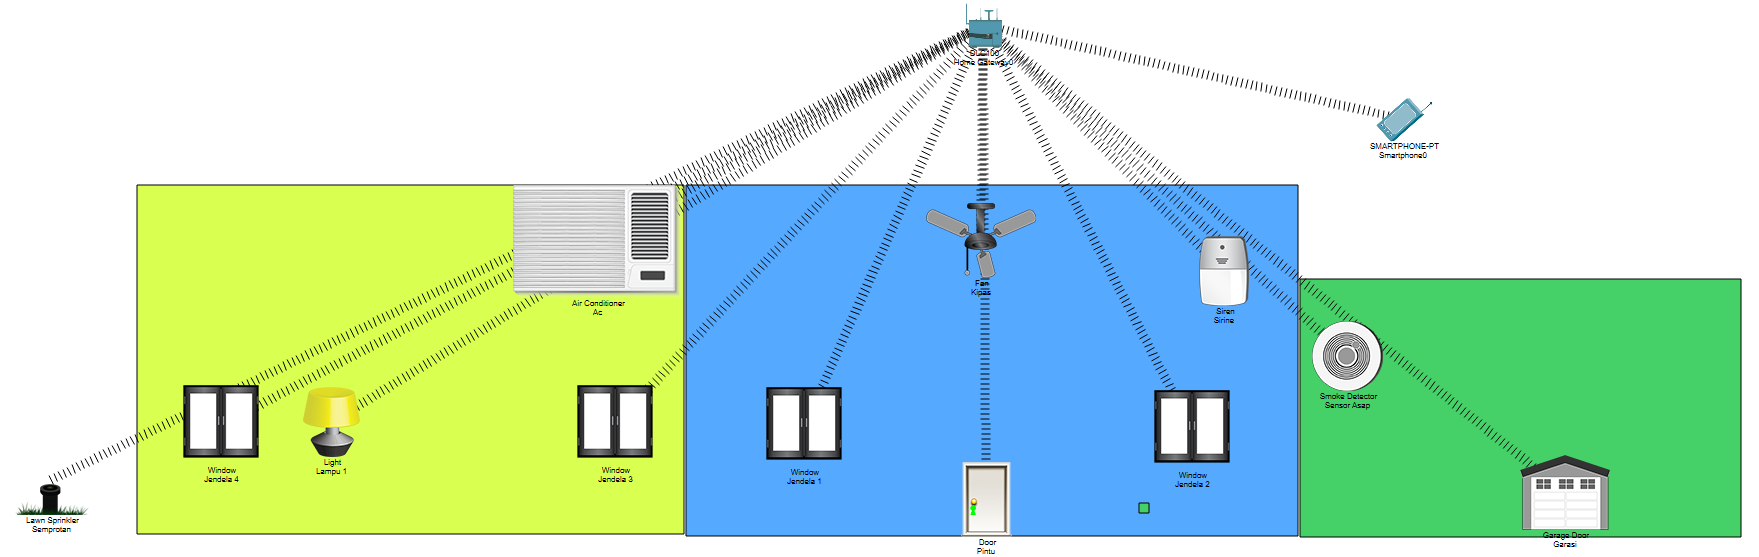 DLC100
Home Gateway0
SMARTPHONE-PT
Smartphone0
Air Conditioner
Ac
Fan
Kipas
Siren
Sirine
Smoke Detector
Sensor Asap
Window
Jendela 4
Light
Lampu 1
Window
Jendela 3
Window
Jendela 1
Window
Jendela 2
Lawn Sprinkler
Semprotan
Door
Pintu
Garage Door
Garasi